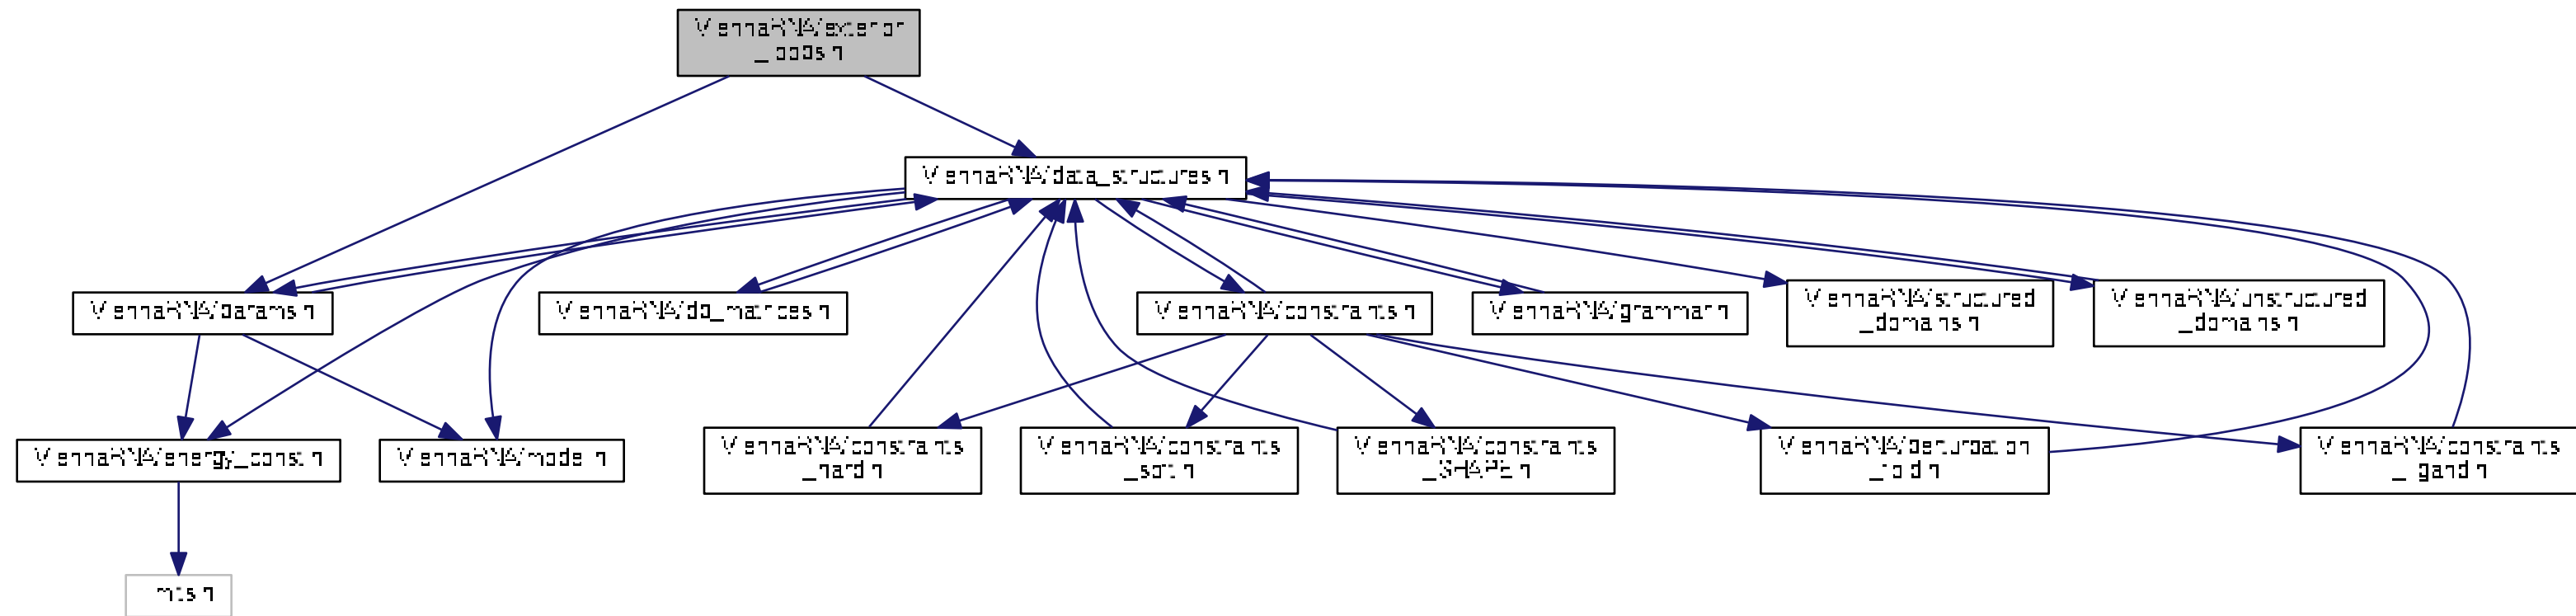 ViennaRNA/exterior
_loops.h
ViennaRNA/data_structures.h
ViennaRNA/params.h
ViennaRNA/dp_matrices.h
ViennaRNA/constraints.h
ViennaRNA/grammar.h
ViennaRNA/structured
_domains.h
ViennaRNA/unstructured
_domains.h
ViennaRNA/energy_const.h
ViennaRNA/model.h
ViennaRNA/constraints
_hard.h
ViennaRNA/constraints
_soft.h
ViennaRNA/constraints
_SHAPE.h
ViennaRNA/perturbation
_fold.h
ViennaRNA/constraints
_ligand.h
limits.h